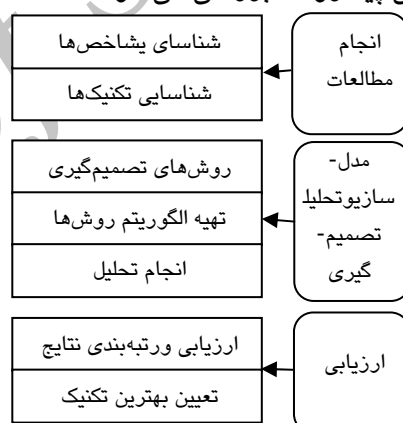 انجام
مطالعات
شناسای یشاخص‌ها
شناسایی تکنیک‌ها
مدل-
سازیوتحلیل
تصمیم-
گیری
روش‌های تصمیم‌گیری
تهیه الگوریتم روش‌ها
انجام تحلیل
ارزیابی
ارزیابی ورتبه‌بندی نتایج
تعیین بهترین تکنیک